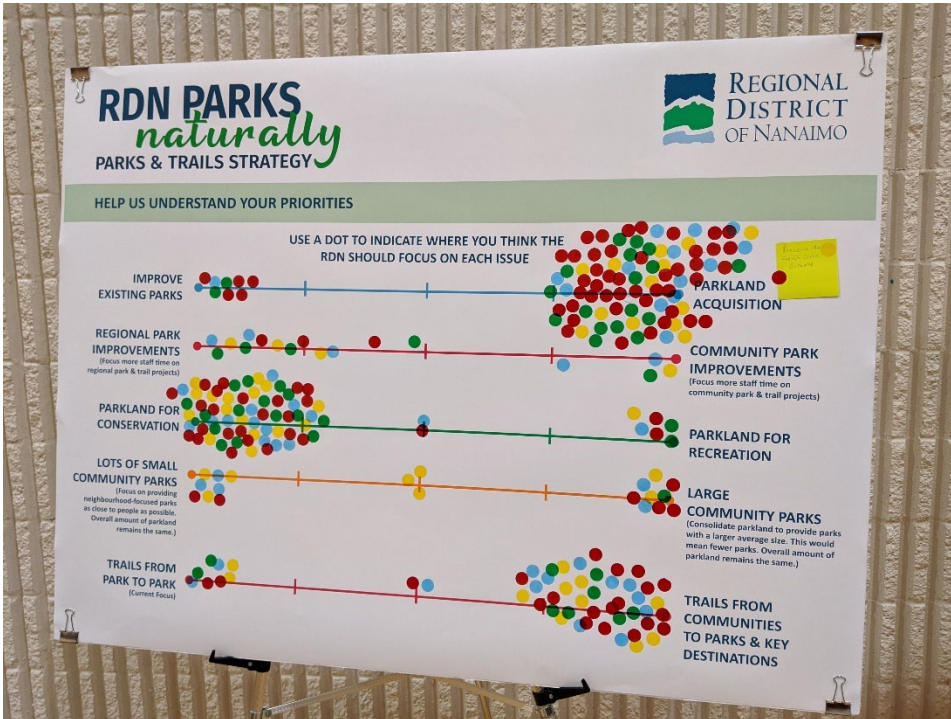 RDN PARKS
naturally
PARKS & TRAILS STRATEGY
REGIONAL
DISTRICT
OF NANAIMO
HELP US UNDERSTAND YOUR PRIORITIES
USE A DOT TO INDICATE WHERE YOU THINK THE
RDN SHOULD FOCUS ON EACH ISSUE
IMPROVE
EXISTING PARKS
PARKLAND
ACQUISITION
REGIONAL PARK
IMPROVEMENTS
(Focus more staff time on
regional park & trail projects)
COMMUNITY PARK
IMPROVEMENTS
(Focus more staff time on
community park & trail projects)
PARKLAND FOR
CONSERVATION
PARKLAND FOR
RECREATION
LOTS OF SMALL
COMMUNITY PARKS
(Focus on providing
neighbourhood-focused parks
as close to people as possible.
Overall amount of parkland
remains the same.)
LARGE
COMMUNITY PARKS
(Consolidate parkland to provide parks
with a larger average size. This would
mean fewer parks. Overall amount of
parkland remains the same.)
TRAILS FROM
PARK TO PARK
(Current Focus)
TRAILS FROM
COMMUNITIES
TO PARKS & KEY
DESTINATIONS